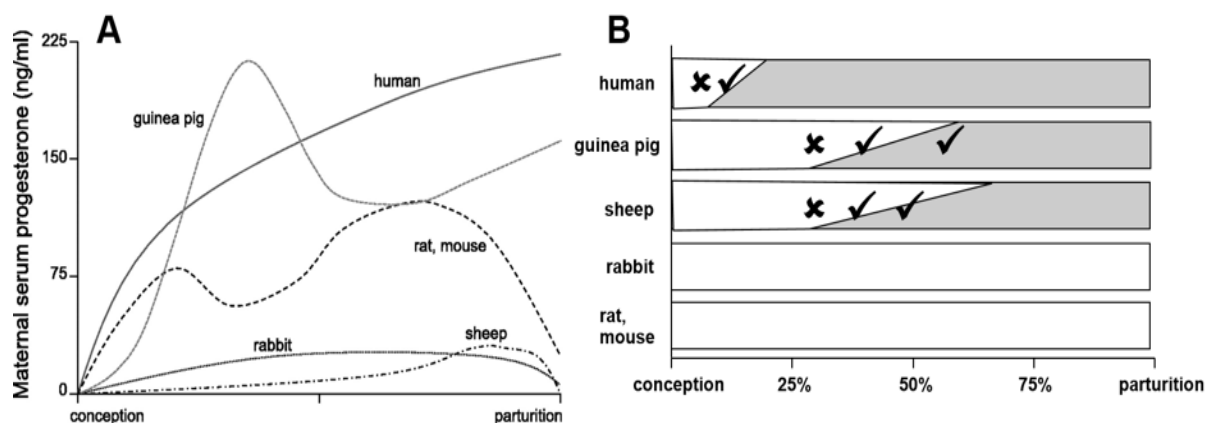 A
Maternal serum progesterone (ng/ml)
225
150
75
0
guinea pig
human
rat, mouse
rabbit
sheep
conception
parturition
B
human
guinea pig
sheep
rabbit
rat,
mouse
conception
25%
50%
75%
parturition